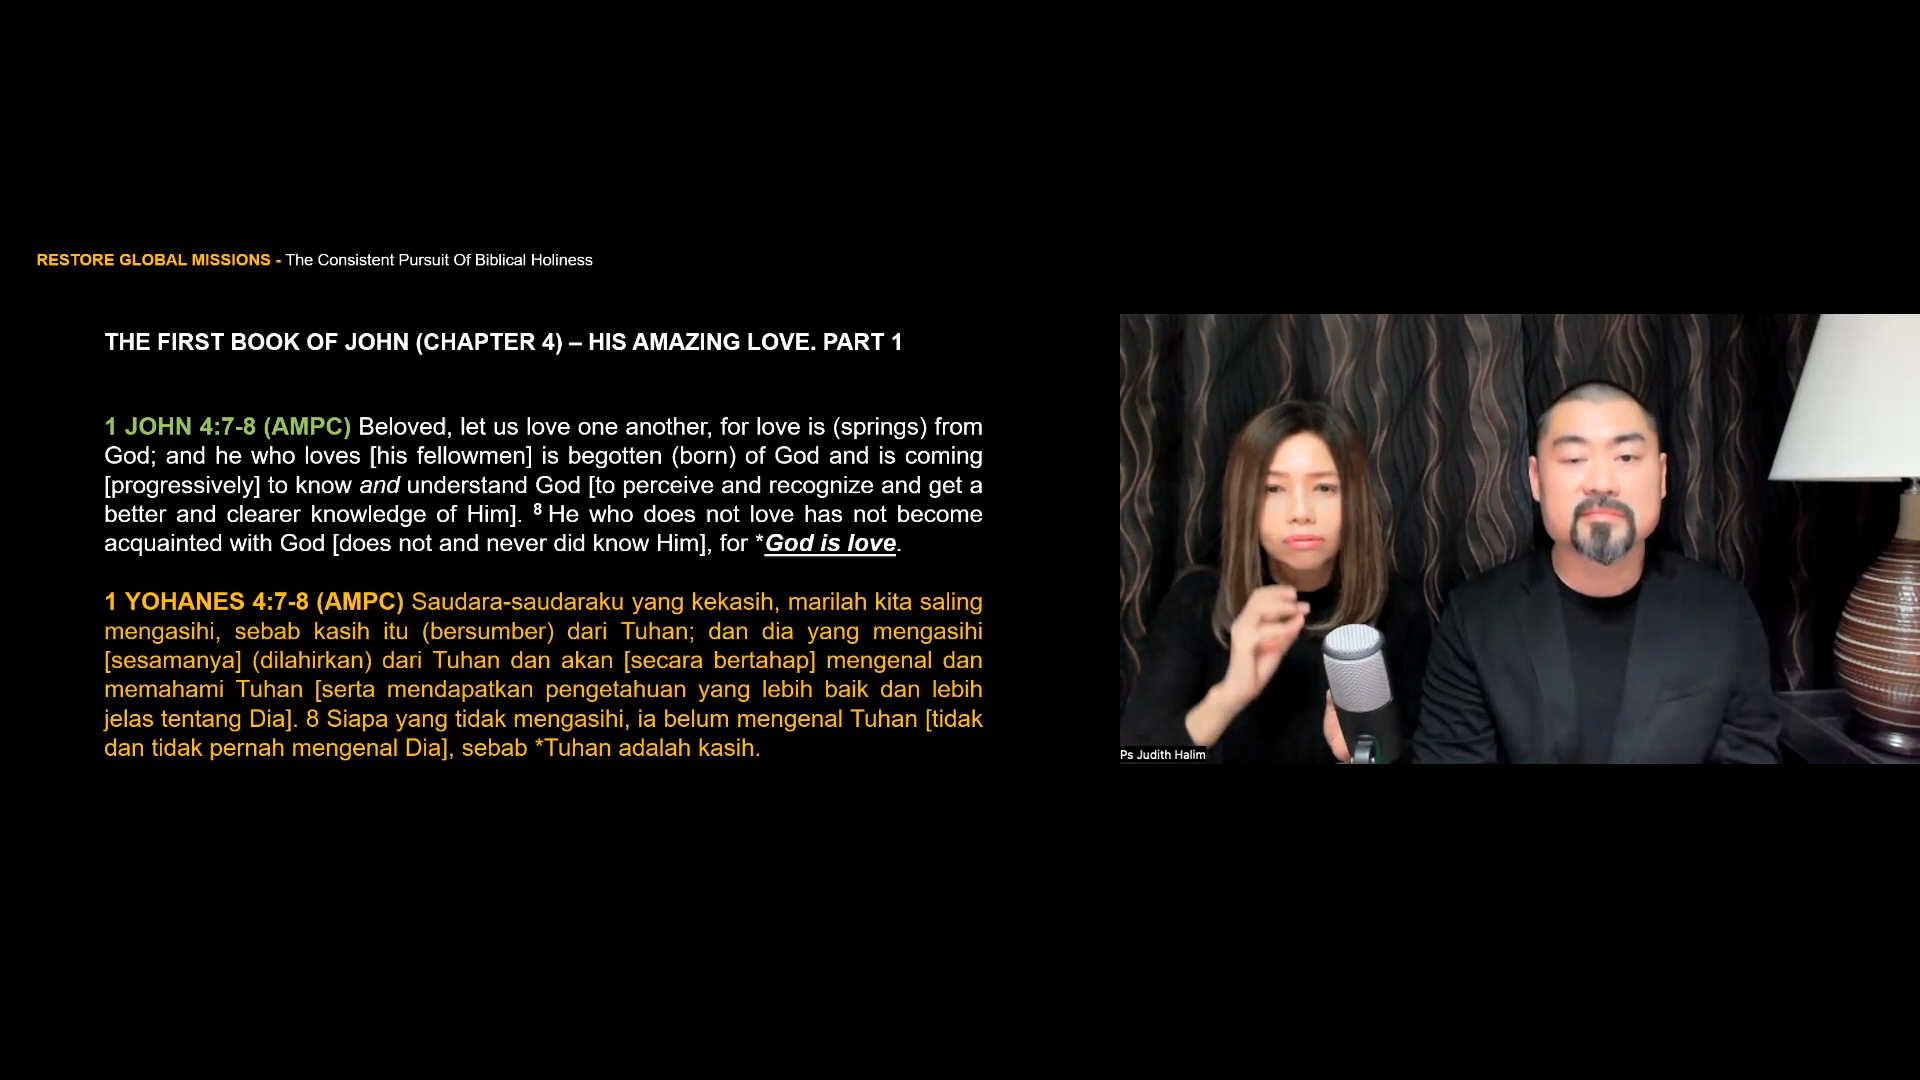 RESTORE GLOBAL MISSIONS - The Consistent Pursuit Of Biblical Holiness
THE FIRST BOOK OF JOHN (CHAPTER 4) – HIS AMAZING LOVE. PART 1
1 JOHN 4:7-8 (AMPC) Beloved, let us love one another, for love is (springs) from
God; and he who loves [his fellowmen] is begotten (born) of God and is coming
[progressively] to know and understand God [to perceive and recognize and get a
better and clearer knowledge of Him]. 8 He who does not love has not become
acquainted with God [does not and never did know Him], for *God is love.
1 YOHANES 4:7-8 (AMPC) Saudara-saudaraku yang kekasih, marilah kita saling
mengasihi, sebab kasih itu (bersumber) dari Tuhan; dan dia yang mengasihi
[sesamanya] (dilahirkan) dari Tuhan dan akan [secara bertahap] mengenal dan
memahami Tuhan [serta mendapatkan pengetahuan yang lebih baik dan lebih
jelas tentang Dia]. 8 Siapa yang tidak mengasihi, ia belum mengenal Tuhan [tidak
dan tidak pernah mengenal Dia], sebab *Tuhan adalah kasih.
Ps Judith Halim